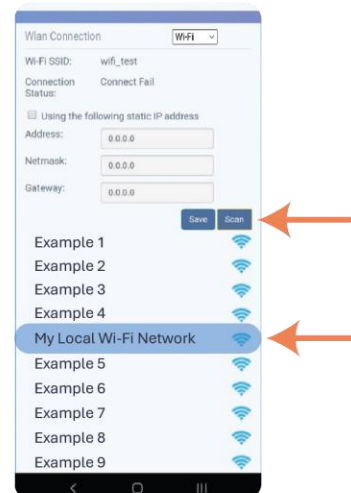 Wlan Connection Wi-Fi
Wi-Fi SSID: wifi_test
Connection Status: Connect Fail
Using the following static IP address
Address: 0.0.0.0
Netmask: 0.0.0.0
Gateway: 0.0.0.0
Save Scan
Example 1
Example 2
Example 3
Example 4
My Local Wi-Fi Network
Example 5
Example 6
Example 7
Example 8
Example 9